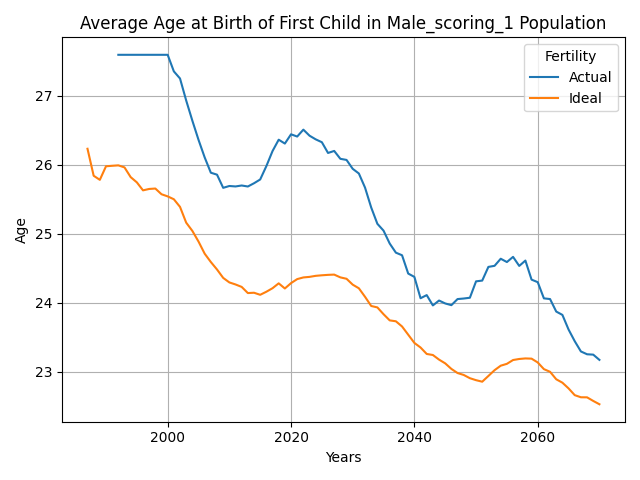 Average Age at Birth of First Child in Male_scoring_1 Population
Fertility
Actual
Ideal
27
26
25
24
23
Age
2000
2020
2040
2060
Years